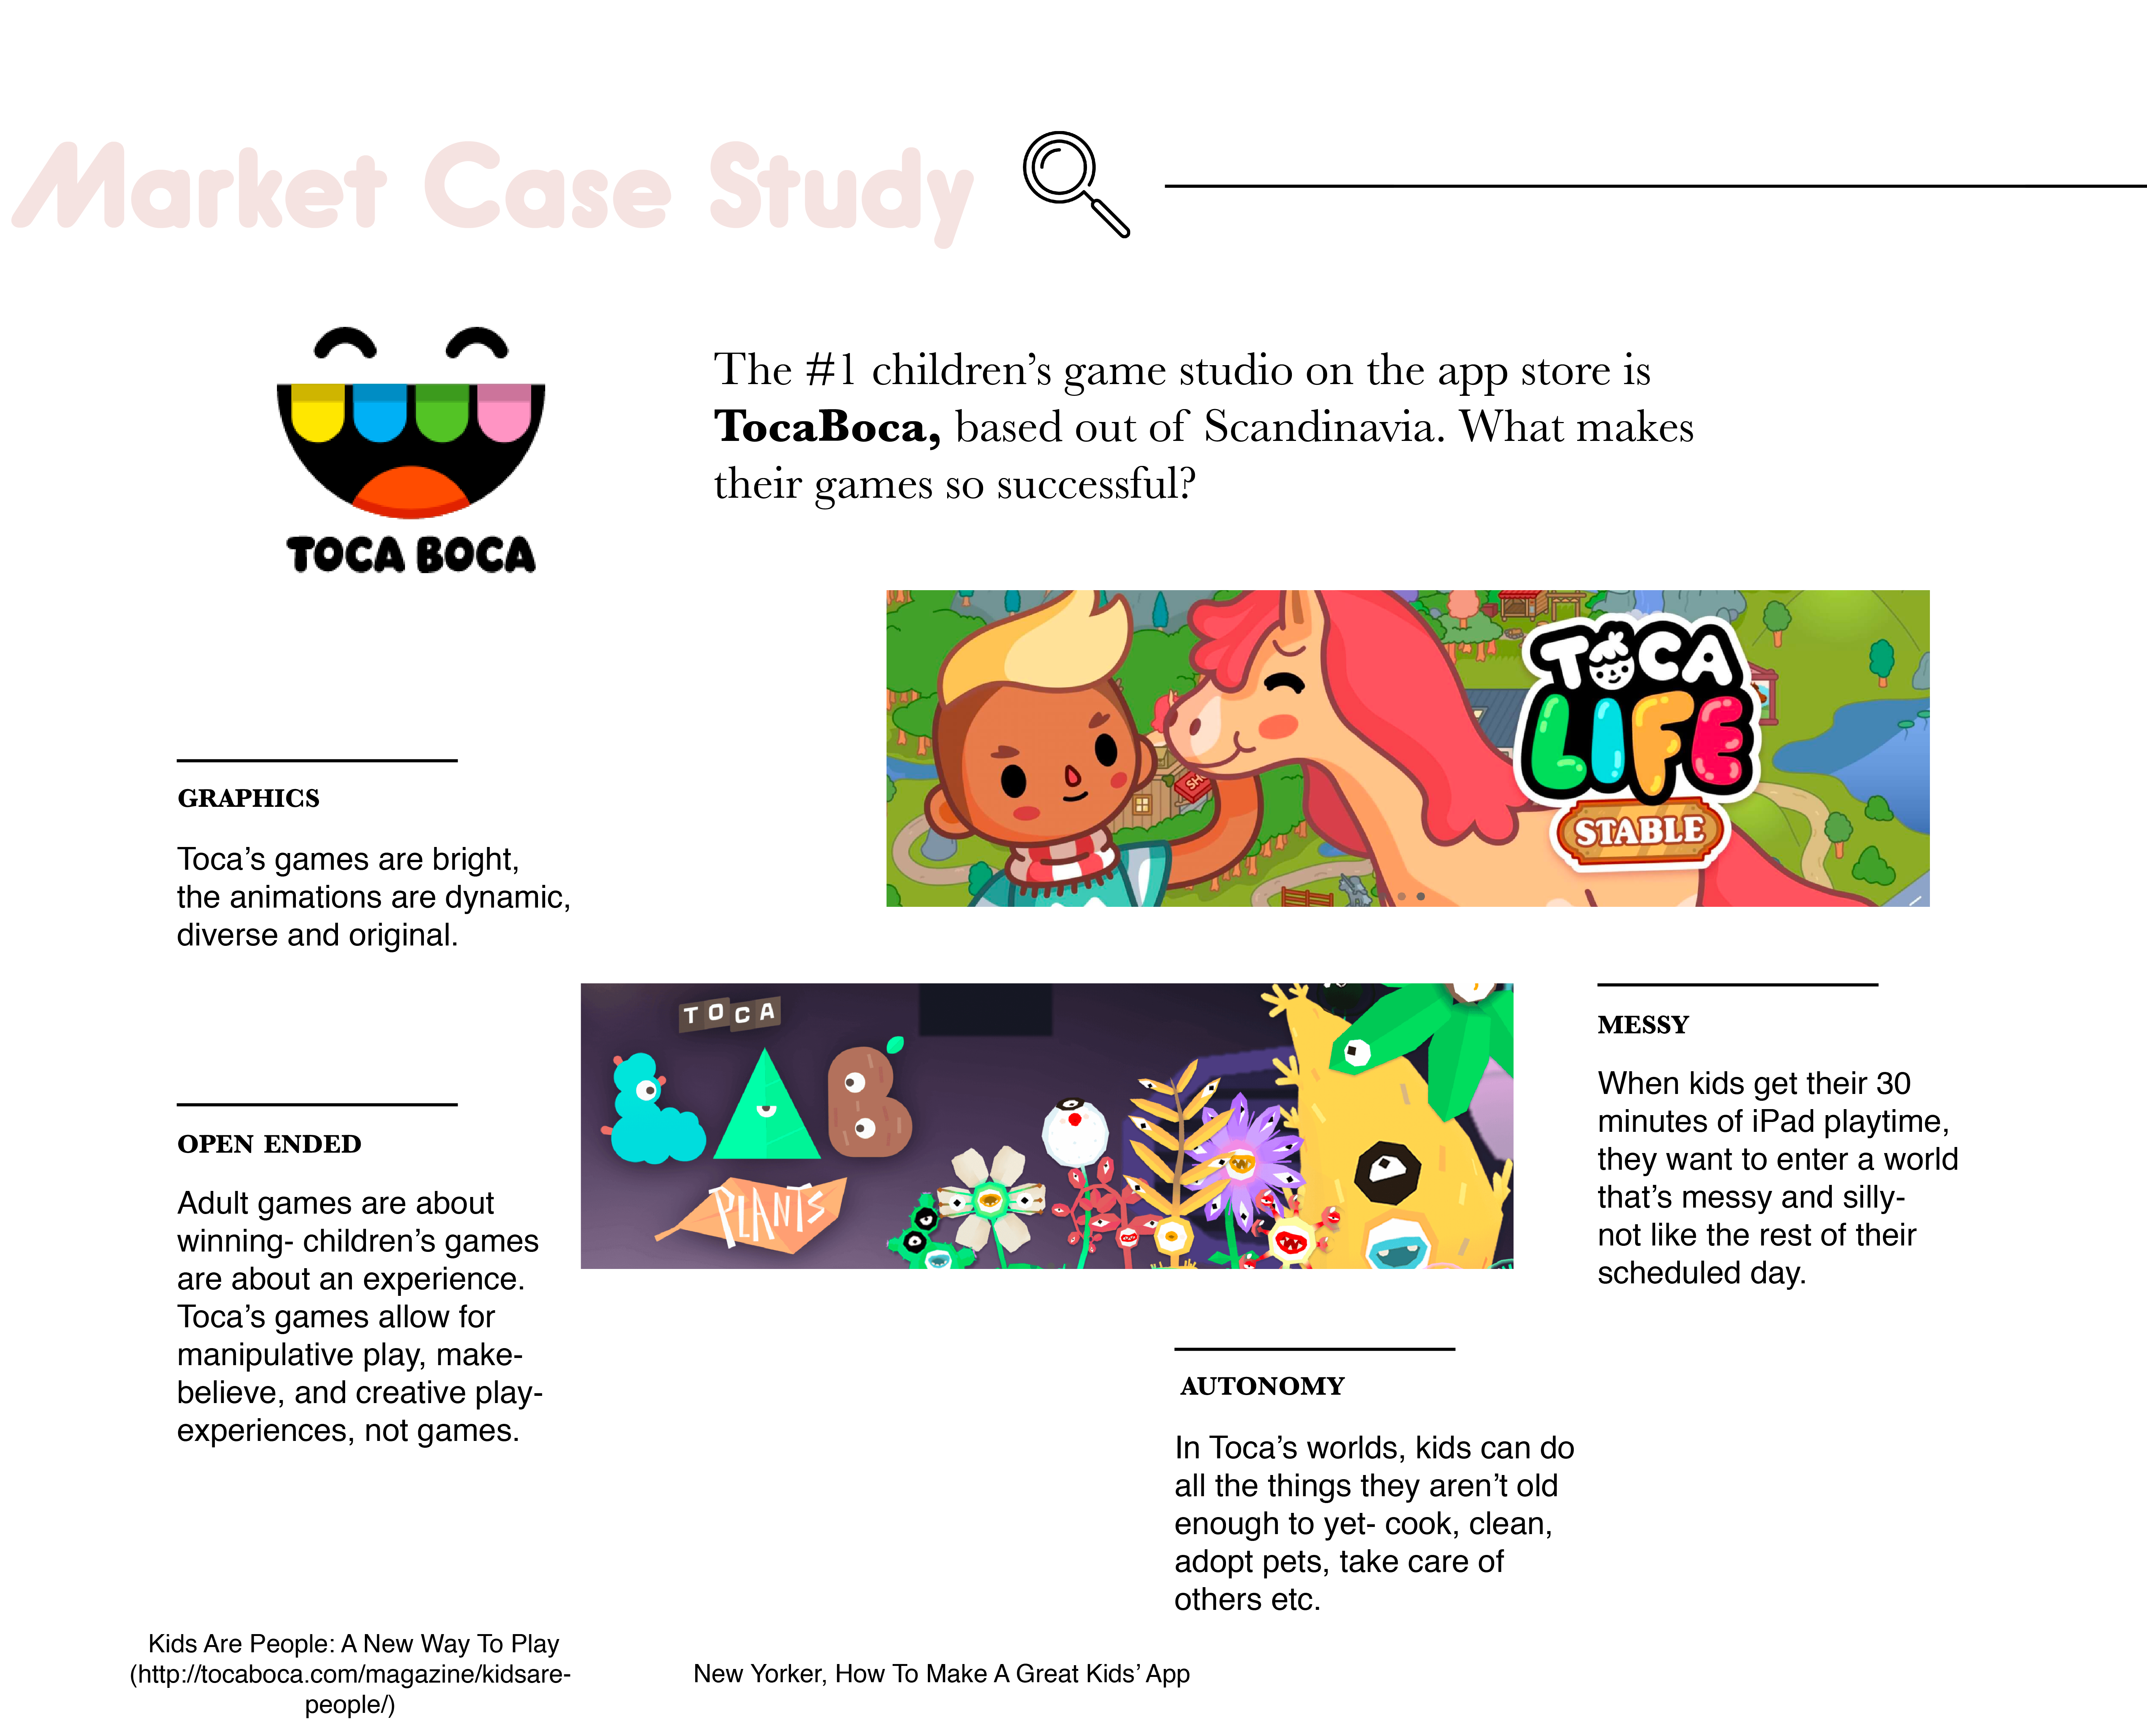 Market Case Study
TOCA BOCA
The #1 children’s game studio on the app store is
TocaBoca, based out of Scandinavia. What makes
their games so successful?
TOCA
LIFE
STABLE
SH
GRAPHICS
Toca’s games are bright,
the animations are dynamic,
diverse and original.
TOCA
LAB
PLANTS
MESSY
When kids get their 30
minutes of iPad playtime,
they want to enter a world
that’s messy and silly-
not like the rest of their
scheduled day.
OPEN ENDED
Adult games are about
winning- children’s games
are about an experience.
Toca’s games allow for
manipulative play, make-
believe, and creative play-
experiences, not games.
AUTONOMY
In Toca’s worlds, kids can do
all the things they aren’t old
enough to yet- cook, clean,
adopt pets, take care of
others etc.
Kids Are People: A New Way To Play
(http://tocaboca.com/magazine/kidsare-
people/)
New Yorker, How To Make A Great Kids’ App